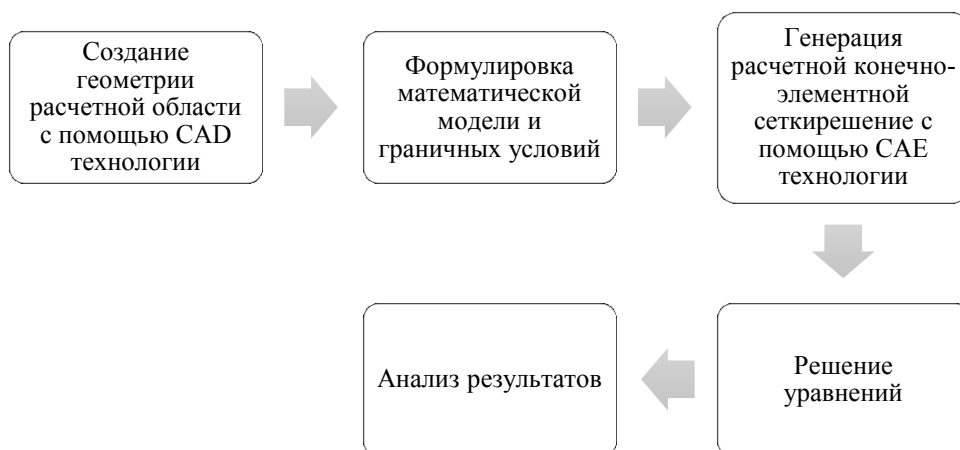 Создание
геометрии
расчетной области
с помощью CAD
технологии
Формулировка
математической
модели и
граничных условий
Генерация
расчетной конечно-
элементной
сеткирешение с
помощью CAE
технологии
Решение
уравнений
Анализ результатов